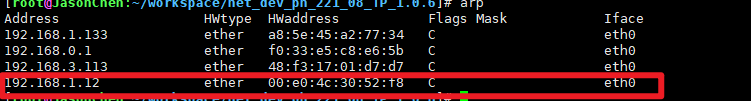 [root@JasonChen:~/workspace/net_dev_ph_221_08_TP_1.0.6]# arp
Address HWtype HWaddress Flags Mask Iface
192.168.1.133 ether a8:5e:45:a2:77:34 C eth0
192.168.0.1 ether f0:33:e5:c8:e6:5b C eth0
192.168.3.113 ether 48:f3:17:01:d7:d7 C eth0
192.168.1.12 ether 00:e0:4c:30:52:f8 C eth0